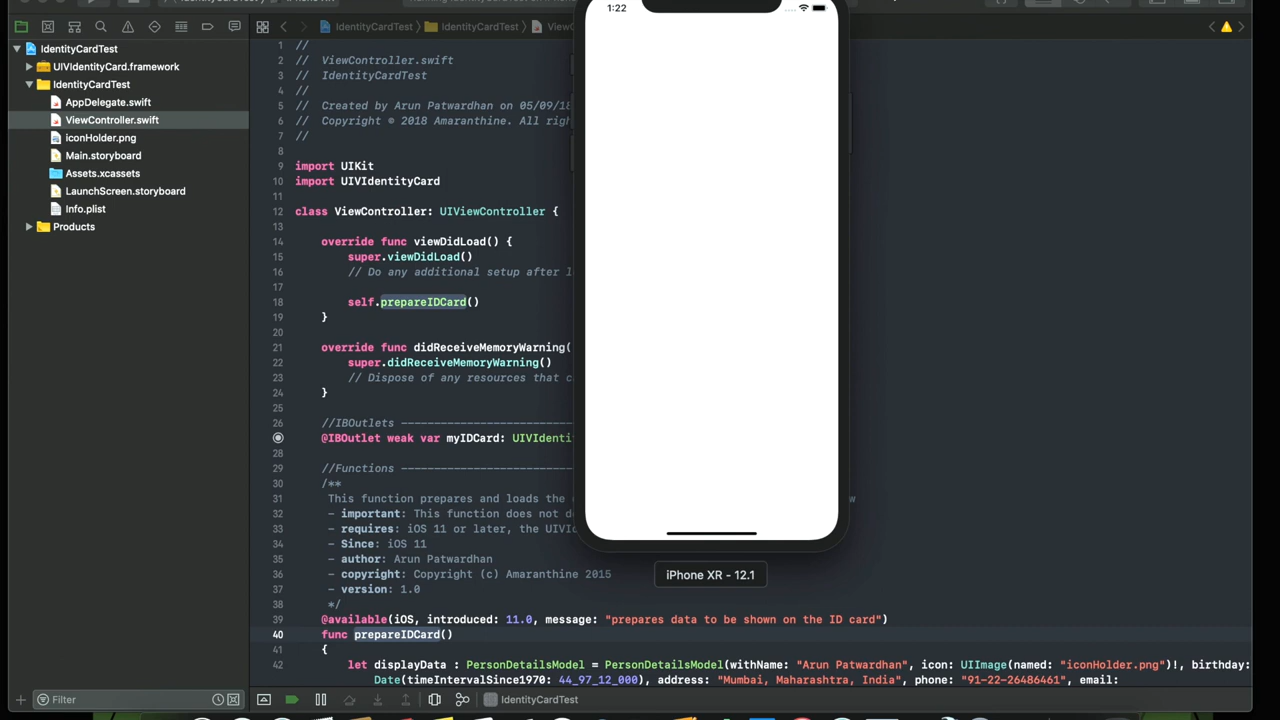 IdentityCardTest
UIVIdentityCard.framework
IdentityCardTest
AppDelegate.swift
ViewController.swift
iconHolder.png
Main.storyboard
Assets.xcassets
LaunchScreen.storyboard
Info.plist
Products
Filter
IdentityCardTest
IdentityCardTest
1 //
2 //  ViewController.swift
3 //  IdentityCardTest
4 //
5 //  Created by Arun Patwardhan on 05/09/18
6 //  Copyright © 2018 Amaranthine. All righ
7 //
8
9 import UIKit
10 import UIVIdentityCard
11
12 class ViewController: UIViewController {
13
14 override func viewDidLoad() {
15 super.viewDidLoad()
16 // Do any additional setup after l
17
18 self.prepareIDCard()
19 }
20
21 override func didReceiveMemoryWarning(
22 super.didReceiveMemoryWarning()
23 // Dispose of any resources that c
24 }
25
26 //IBOutlets -------------------------
27
@IBOutlet weak var myIDCard: UIVIdenti
28
29 //Functions -------------------------
30 /**
31 This function prepares and loads the
32 - important: This function does not d
33 - requires: iOS 11 or later, the UIVI
34 - Since: iOS 11
35 - author: Arun Patwardhan
36 - copyright: Copyright (c) Amaranthine 2015
37 - version: 1.0
38 */
39 @available(iOS, introduced: 11.0, message: "prepares data to be shown on the ID card")
40 func prepareIDCard()
41 {
42 let displayData : PersonDetailsModel = PersonDetailsModel(withName: "Arun Patwardhan", icon: UIImage(named: "iconHolder.png")!, birthday:
Date(timeIntervalSince1970: 44_97_12_000), address: "Mumbai, Maharashtra, India", phone: "91-22-26486461", email:
IdentityCardTest
1:22
iPhone XR - 12.1